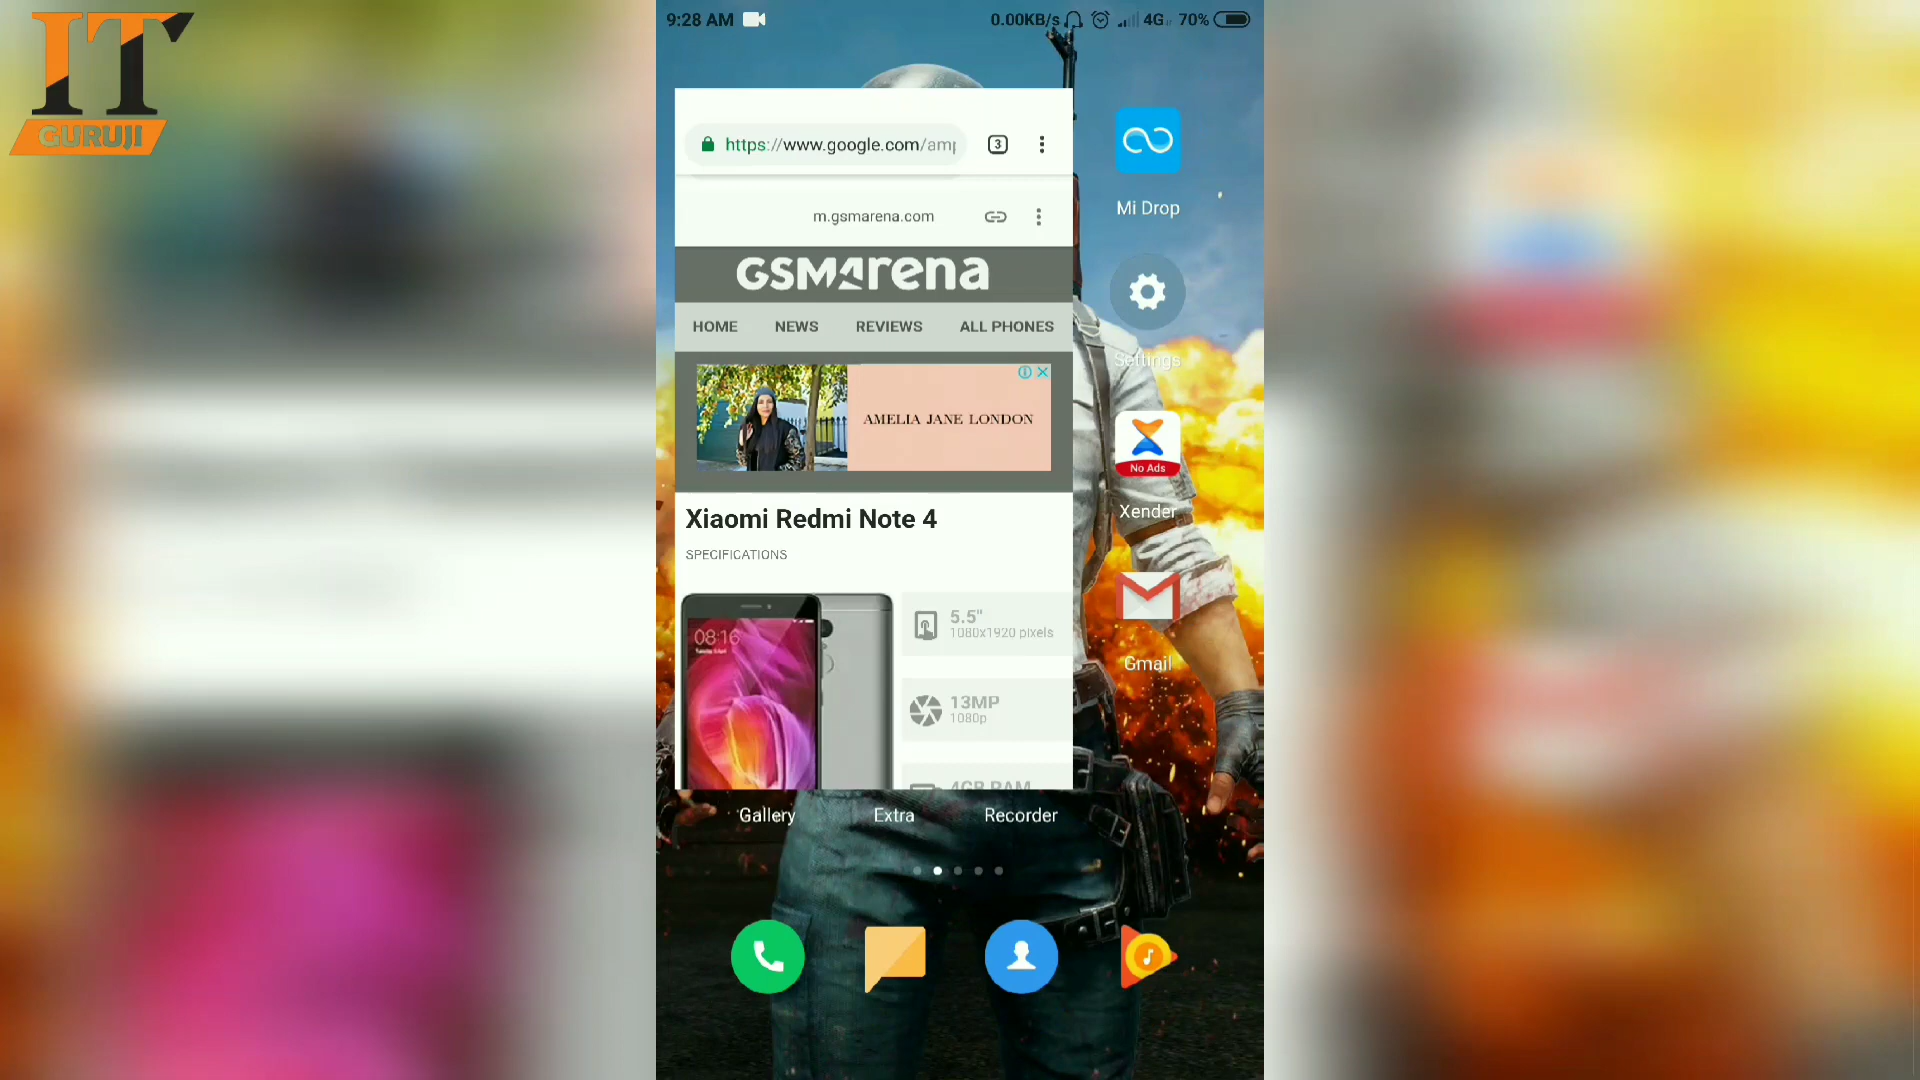 IT
GURUJI
9:28 AM
0.00KB/s 4G 70%
https://www.google.com/amp
3
m.gsmarena.com
GSMArena
HOME NEWS REVIEWS ALL PHONES
AMELIA JANE LONDON
Xiaomi Redmi Note 4
SPECIFICATIONS
08:16
5.5"
1080x1920 pixels
13MP
1080p
4GB RAM
Mi Drop
Settings
No Ads
Xender
Gmail
Gallery Extra Recorder